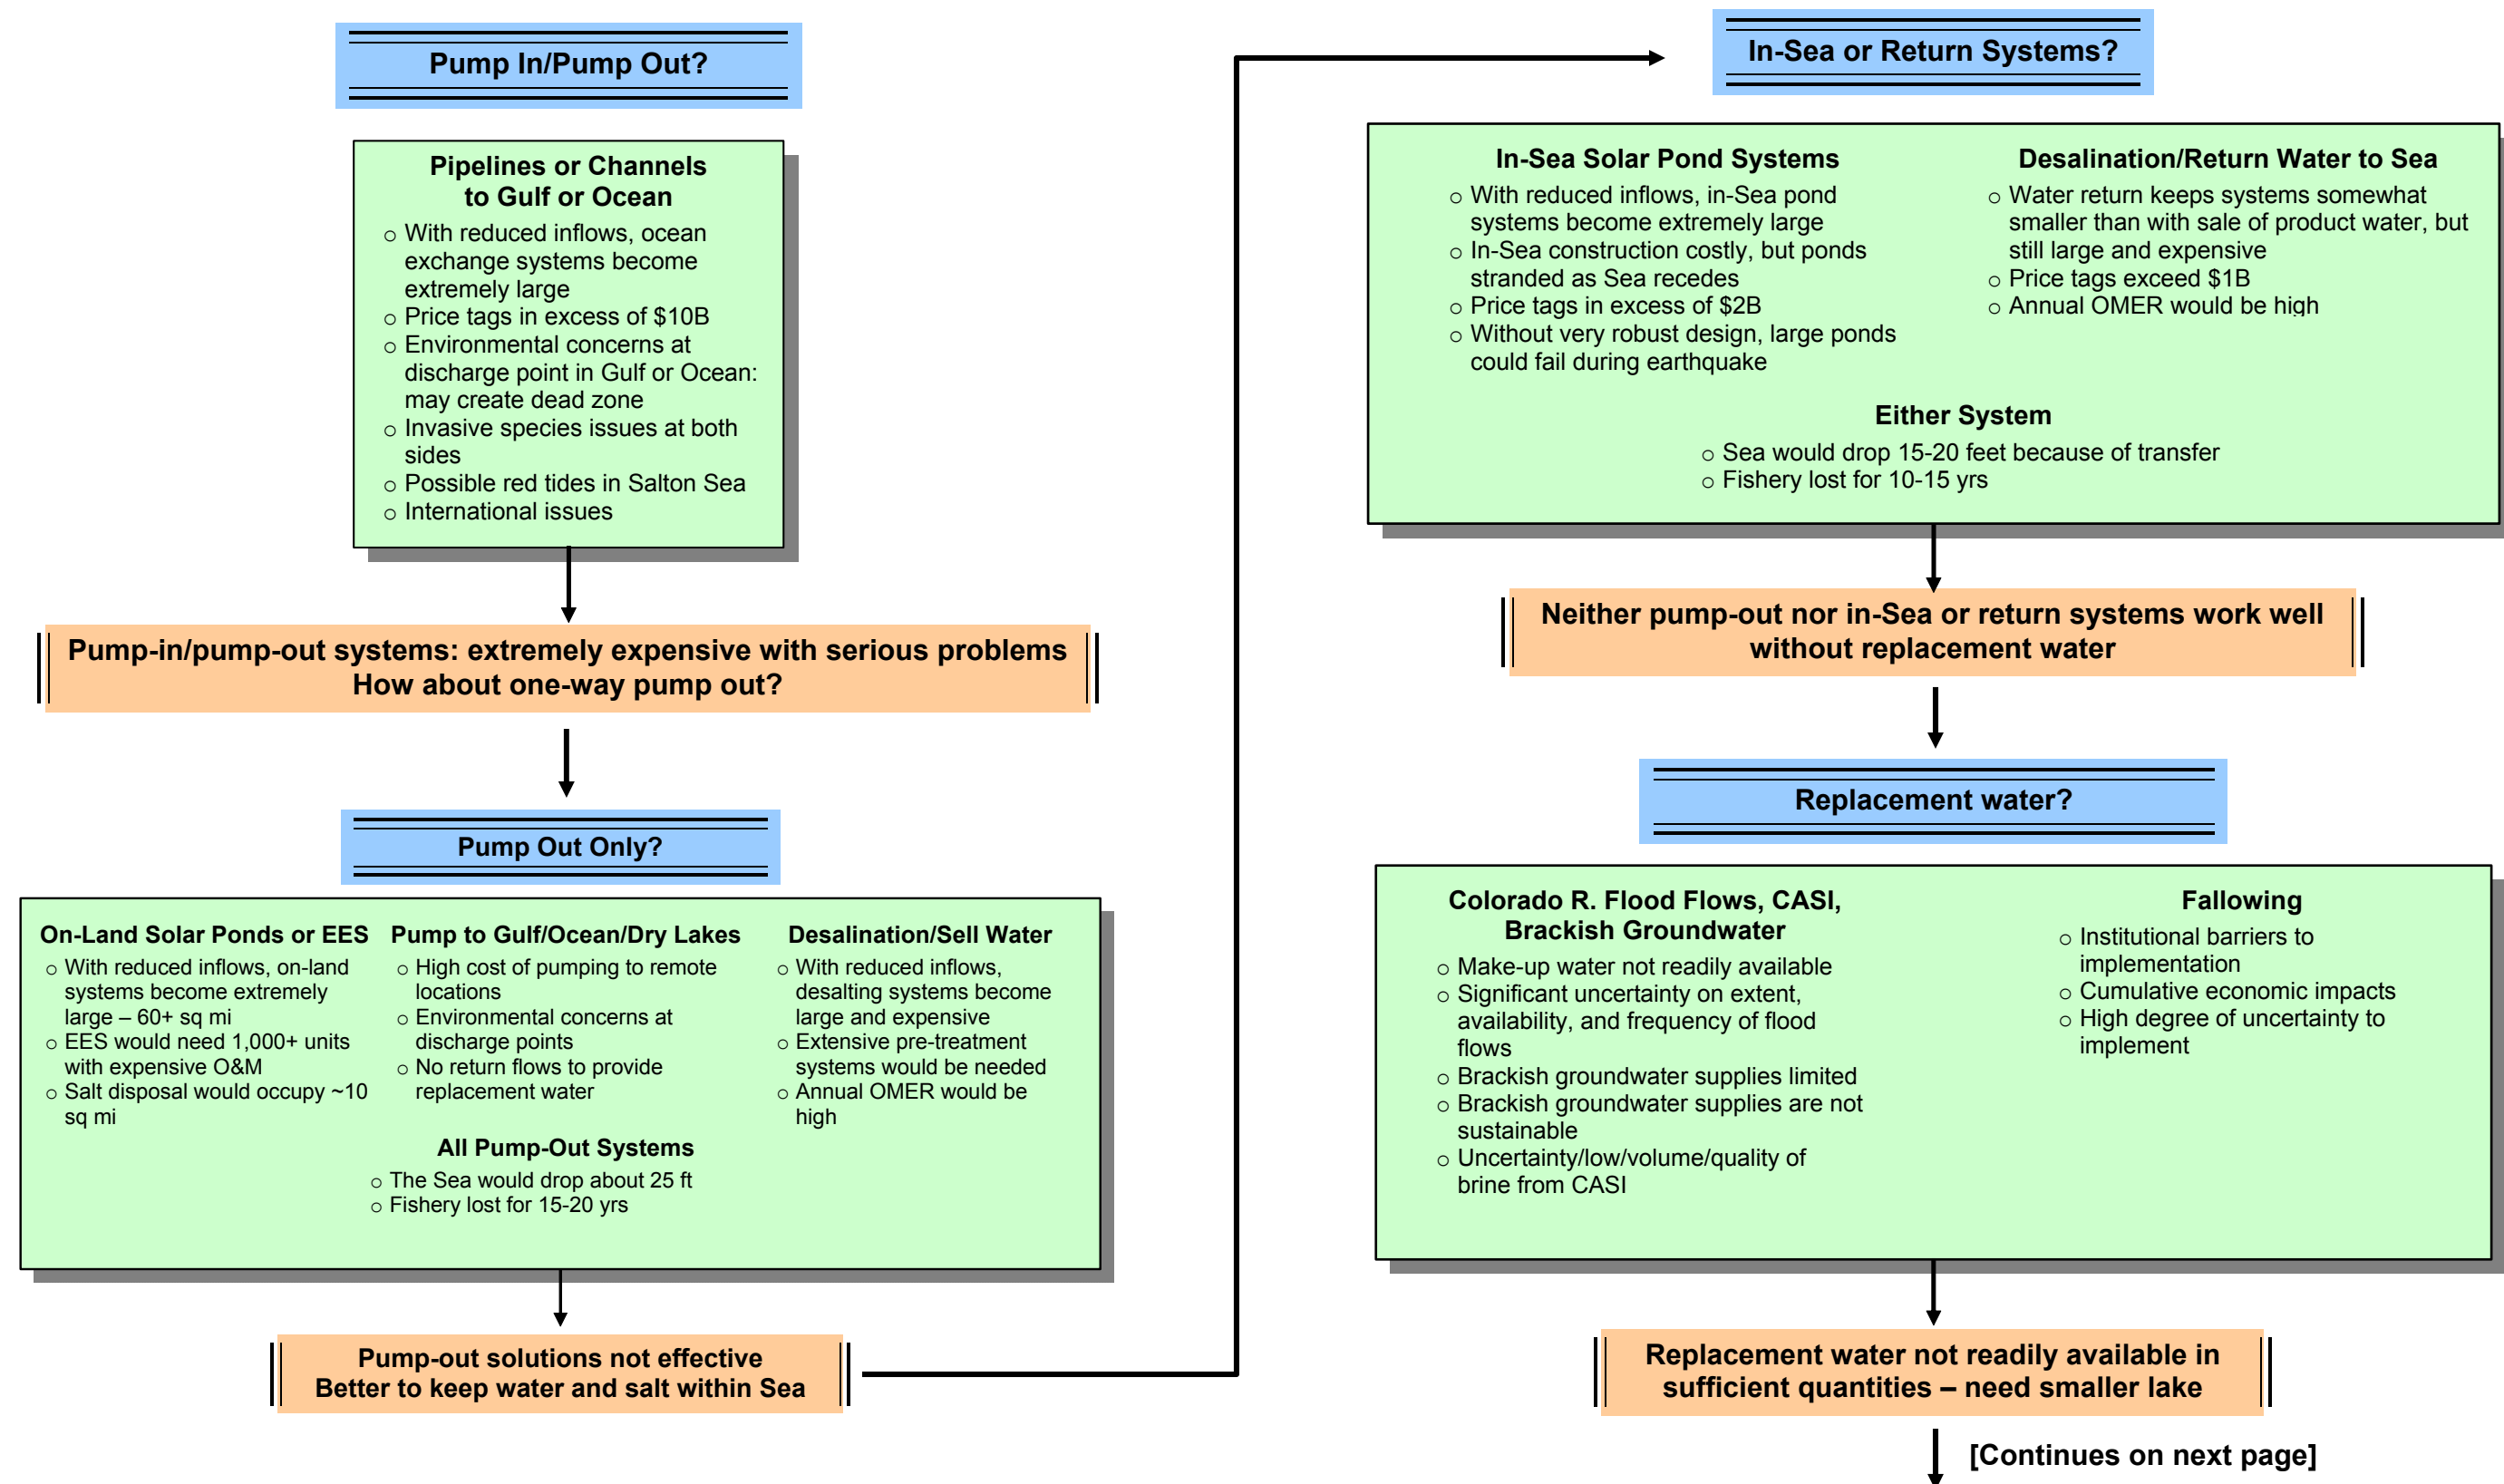 Pump In/Pump Out?
Pipelines or Channels
to Gulf or Ocean
o With reduced inflows, ocean
exchange systems become
extremely large
o Price tags in excess of $10B
o Environmental concerns at
discharge point in Gulf or Ocean:
may create dead zone
o Invasive species issues at both
sides
o Possible red tides in Salton Sea
o International issues
Pump-in/pump-out systems: extremely expensive with serious problems
How about one-way pump out?
Pump Out Only?
On-Land Solar Ponds or EES
o With reduced inflows, on-land
systems become extremely
large – 60+ sq mi
o EES would need 1,000+ units
with expensive O&M
o Salt disposal would occupy ~10
sq mi
Pump to Gulf/Ocean/Dry Lakes
o High cost of pumping to remote
locations
o Environmental concerns at
discharge points
o No return flows to provide
replacement water
Desalination/Sell Water
o With reduced inflows,
desalting systems become
large and expensive
o Extensive pre-treatment
systems would be needed
o Annual OMER would be
high
All Pump-Out Systems
o The Sea would drop about 25 ft
o Fishery lost for 15-20 yrs
Pump-out solutions not effective
Better to keep water and salt within Sea
In-Sea or Return Systems?
In-Sea Solar Pond Systems
o With reduced inflows, in-Sea pond
systems become extremely large
o In-Sea construction costly, but ponds
stranded as Sea recedes
o Price tags in excess of $2B
o Without very robust design, large ponds
could fail during earthquake
Desalination/Return Water to Sea
o Water return keeps systems somewhat
smaller than with sale of product water, but
still large and expensive
o Price tags exceed $1B
o Annual OMER would be high
Either System
o Sea would drop 15-20 feet because of transfer
o Fishery lost for 10-15 yrs
Neither pump-out nor in-Sea or return systems work well
without replacement water
Replacement water?
Colorado R. Flood Flows, CASI,
Brackish Groundwater
o Make-up water not readily available
o Significant uncertainty on extent,
availability, and frequency of flood
flows
o Brackish groundwater supplies limited
o Brackish groundwater supplies are not
sustainable
o Uncertainty/low/volume/quality of
brine from CASI
Fallowing
o Institutional barriers to
implementation
o Cumulative economic impacts
o High degree of uncertainty to
implement
Replacement water not readily available in
sufficient quantities – need smaller lake
[Continues on next page]